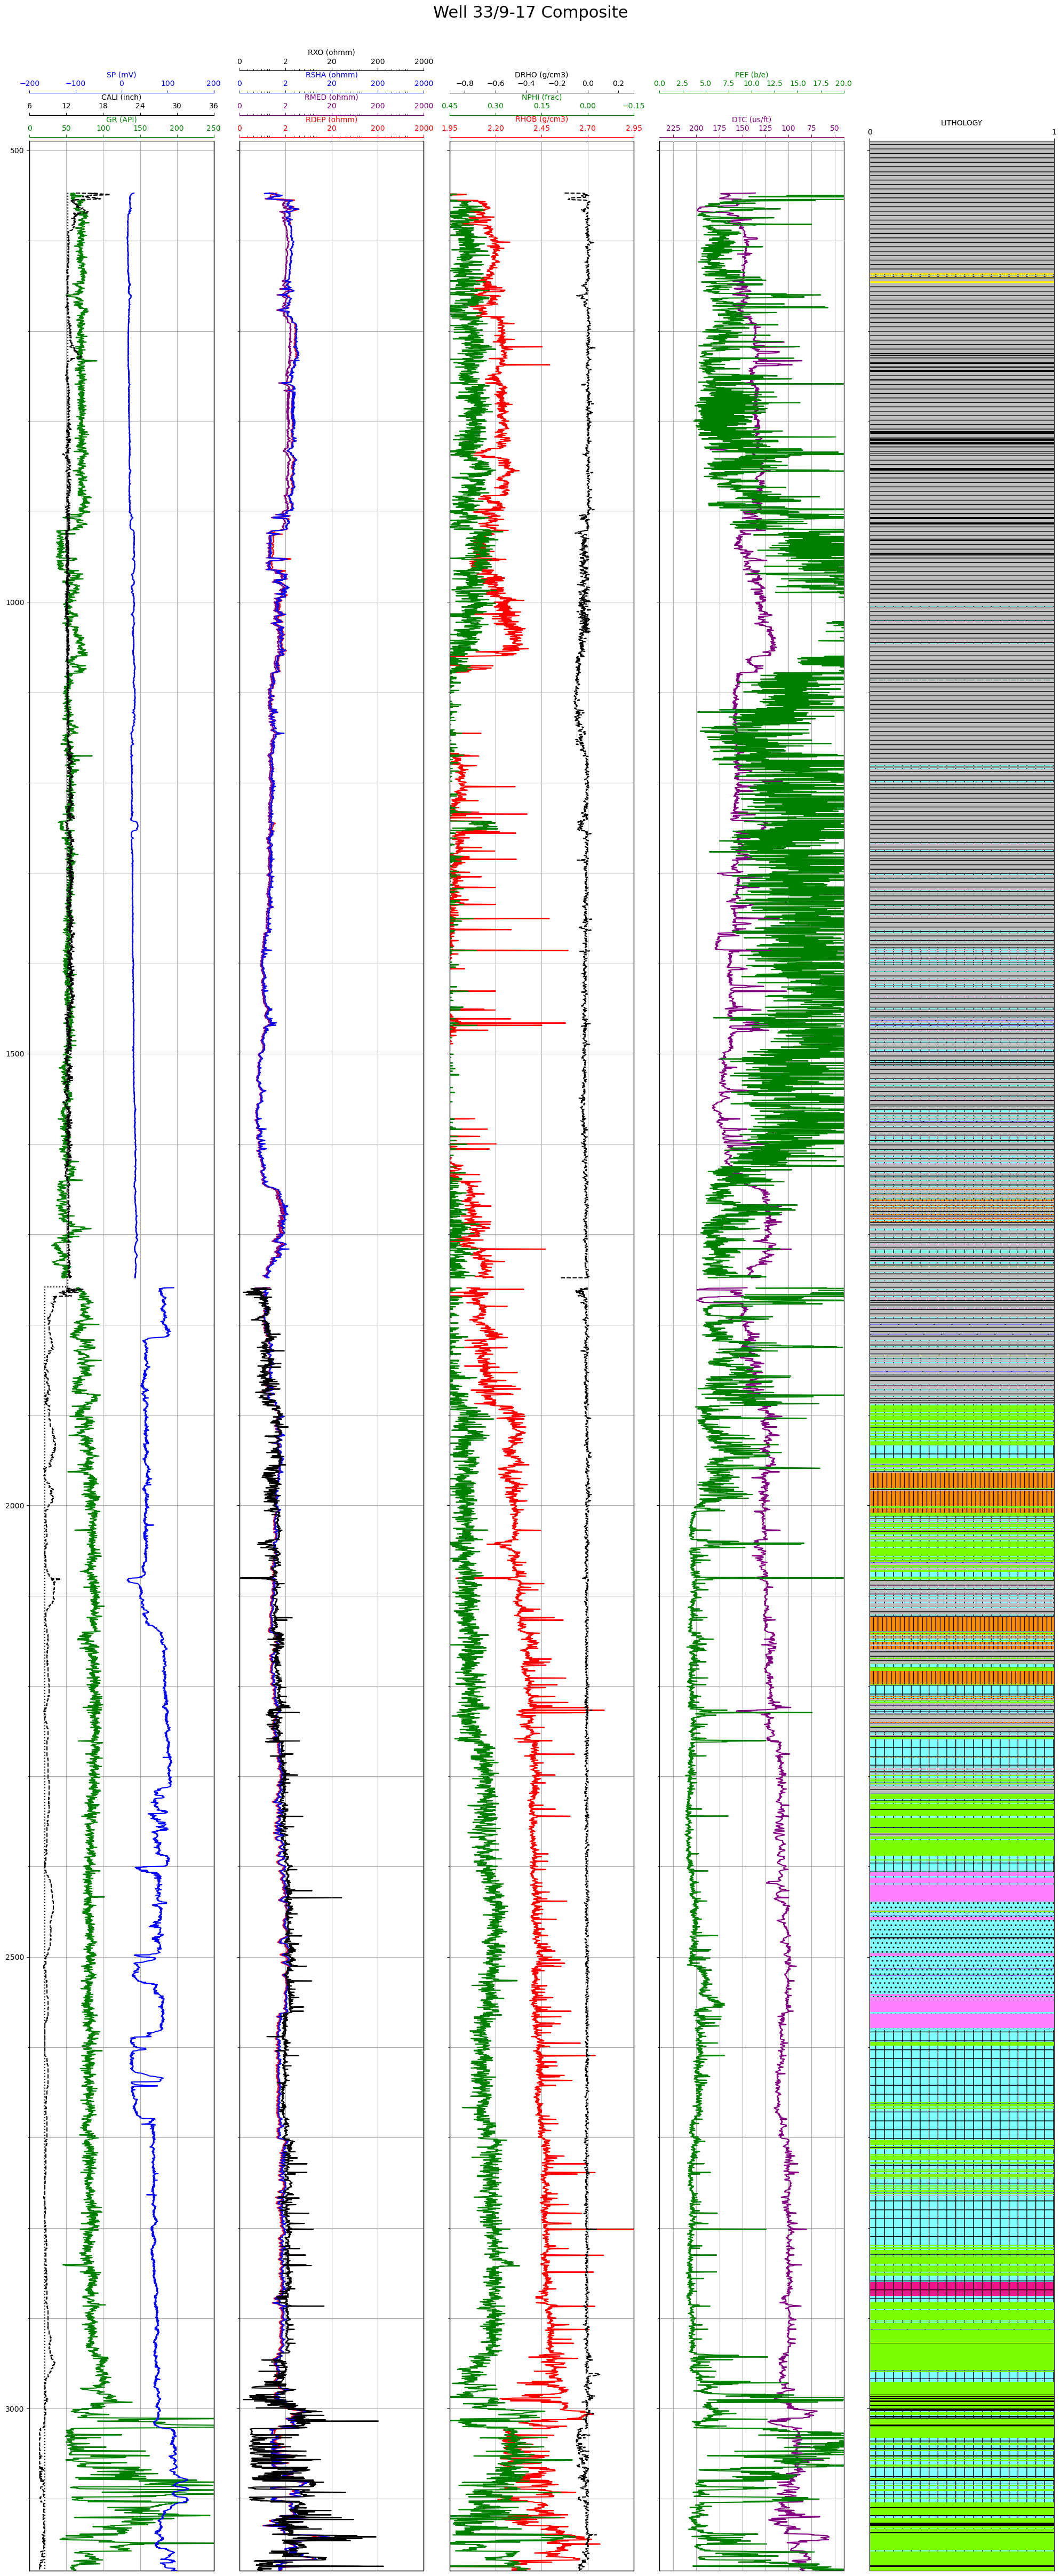 Well 33/9-17 Composite
RXO (ohmm)
0 2 20 200 2000
SP (mV)
−200 −100 0 100 200
RSHA (ohmm)
0 2 20 200 2000
DRHO (g/cm3)
−0.8 −0.6 −0.4 −0.2 0.0 0.2
PEF (b/e)
0.0 2.5 5.0 7.5 10.0 12.5 15.0 17.5 20.0
CALI (inch)
6 12 18 24 30 36
RMED (ohmm)
0 2 20 200 2000
NPHI (frac)
0.45 0.30 0.15 0.00 −0.15
GR (API)
0 50 100 150 200 250
RDEP (ohmm)
0 2 20 200 2000
RHOB (g/cm3)
1.95 2.20 2.45 2.70 2.95
DTC (us/ft)
225 200 175 150 125 100 75 50
LITHOLOGY
0 1
500
1000
1500
2000
2500
3000